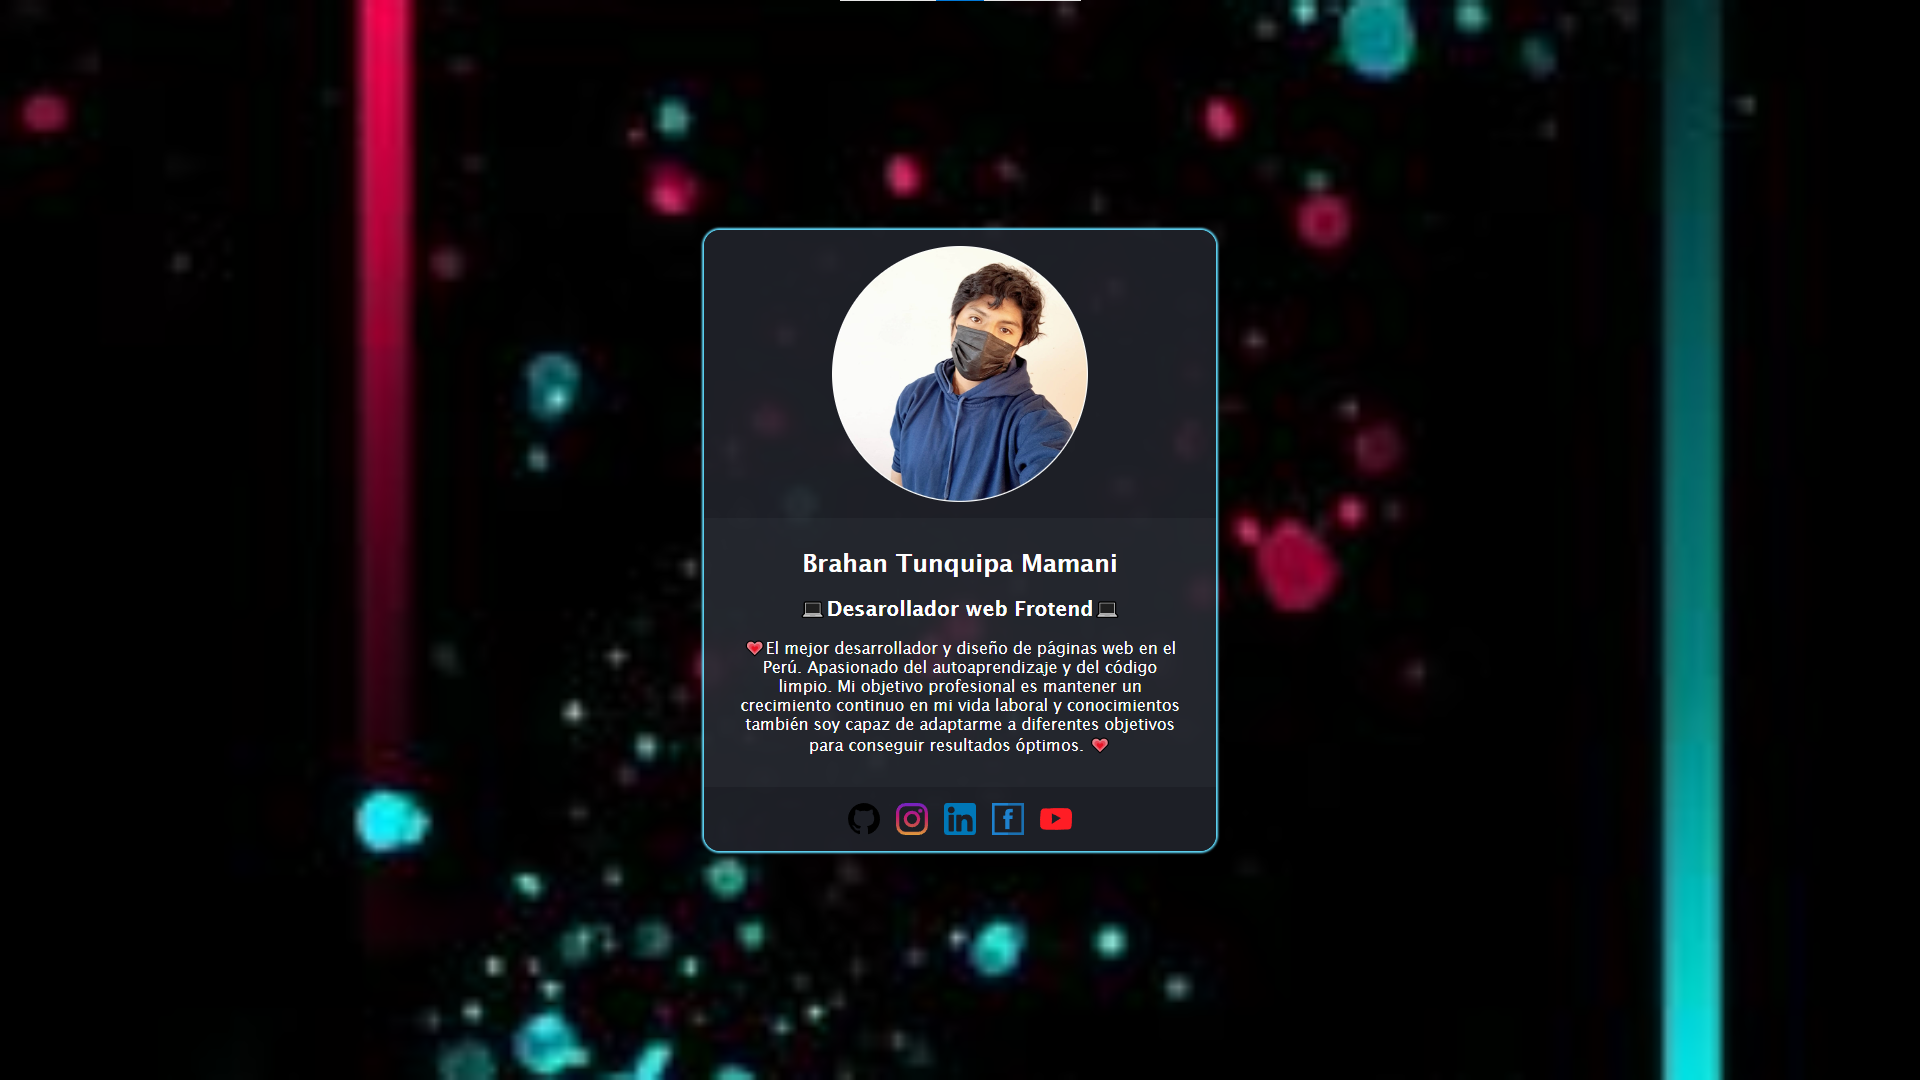 Brahan Tunquipa Mamani
💻Desarollador web Frotend💻
❤️El mejor desarrollador y diseño de páginas web en el
Perú. Apasionado del autoaprendizaje y del código
limpio. Mi objetivo profesional es mantener un
crecimiento continuo en mi vida laboral y conocimientos
también soy capaz de adaptarme a diferentes objetivos
para conseguir resultados óptimos. ❤️